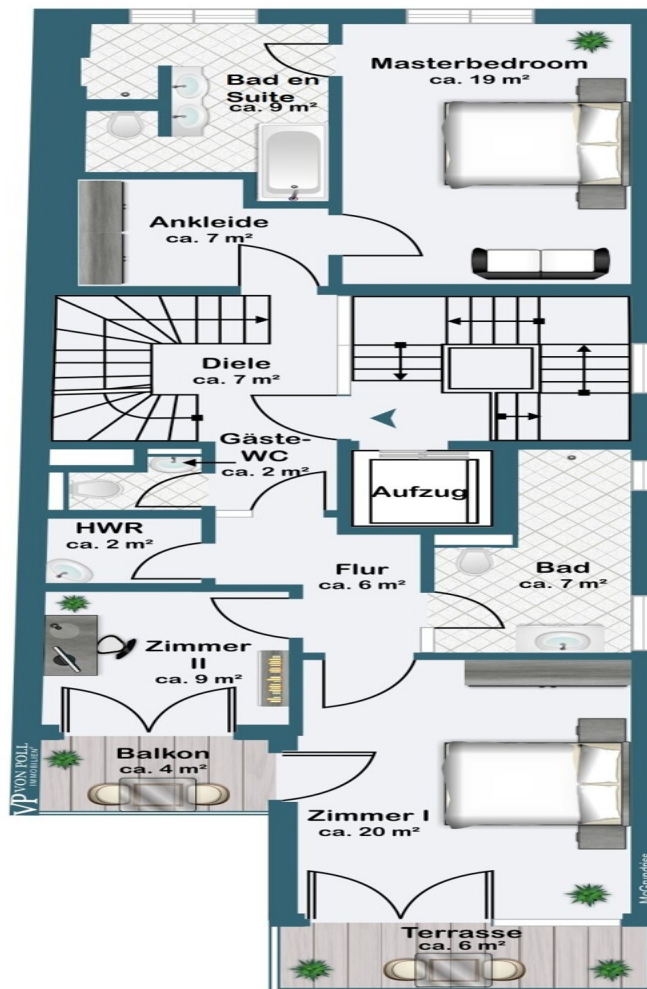 Masterbedroom
ca. 19 m²
Bad en
Suite
ca. 9 m²
Ankleide
ca. 7 m²
Diele
ca. 7 m²
Gäste-
WC
ca. 2 m²
Aufzug
HWR
ca. 2 m²
Flur
ca. 6 m²
Bad
ca. 7 m²
Zimmer
II
ca. 9 m²
Balkon
ca. 4 m²
Zimmer I
ca. 20 m²
Terrasse
ca. 6 m²
VP VON POLL
IMMOBILIEN
McGrundriss